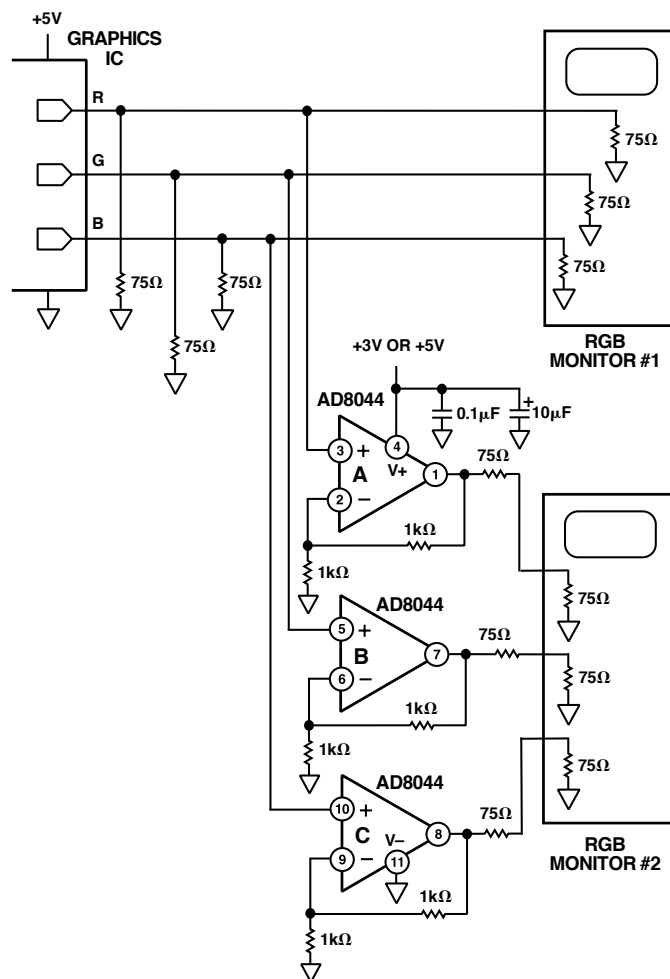 +5V
GRAPHICS
IC
R
G
B
75Ω
75Ω
75Ω
75Ω
75Ω
75Ω
RGB
MONITOR #1
+3V OR +5V
0.1µF
+
10µF
AD8044
3
+
4
V+
A
1
2
–
75Ω
1kΩ
1kΩ
75Ω
AD8044
5
+
B
7
6
–
75Ω
75Ω
1kΩ
1kΩ
75Ω
AD8044
10
+
C
V–
8
9
–
11
75Ω
1kΩ
1kΩ
RGB
MONITOR #2